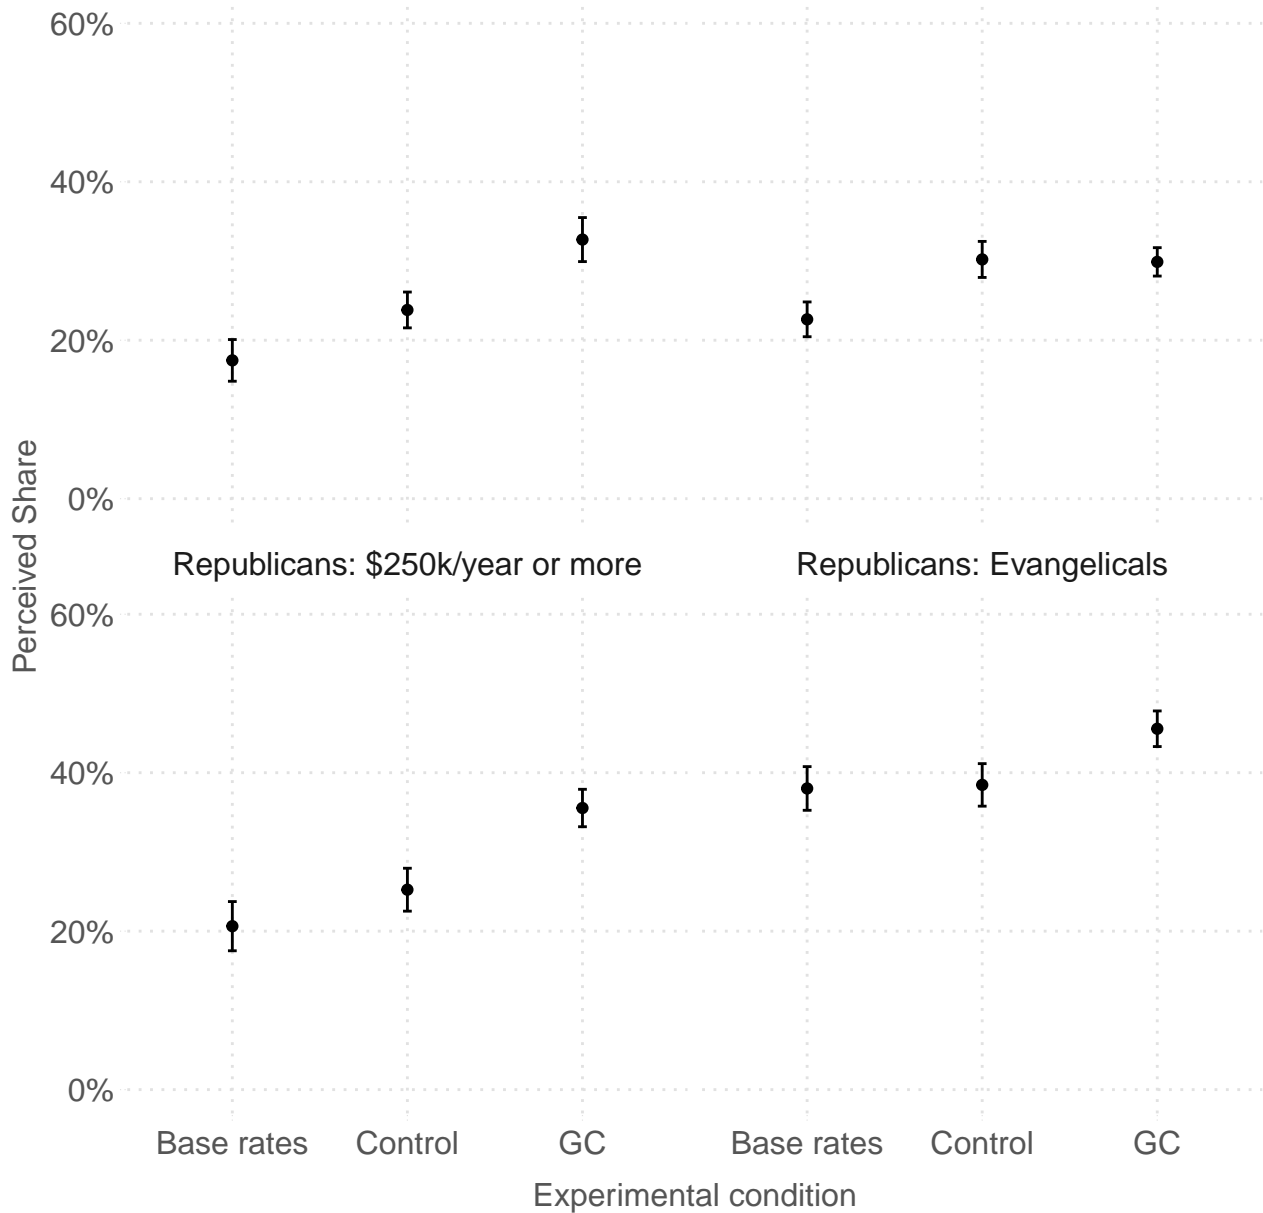 60%
40%
20%
0%
Perceived Share
Republicans: $250k/year or more
Republicans: Evangelicals
60%
40%
20%
0%
Base rates Control GC Base rates Control GC
Experimental condition